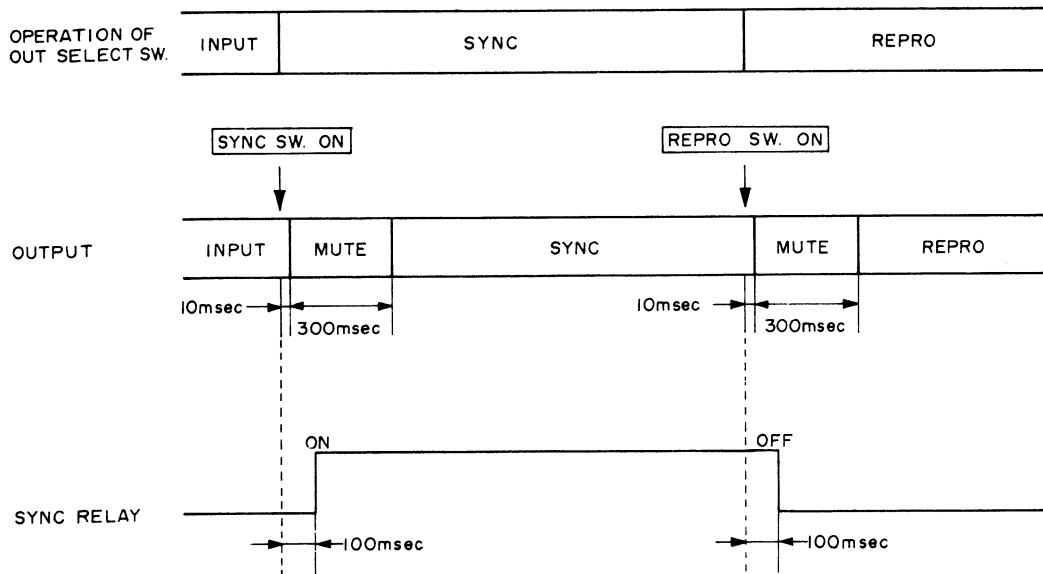 OPERATION OF
OUT SELECT SW.
INPUT
SYNC
REPRO
SYNC SW. ON
REPRO SW. ON
OUTPUT
INPUT
MUTE
SYNC
MUTE
REPRO
10msec
300msec
10msec
300msec
ON
OFF
SYNC RELAY
100msec
100msec